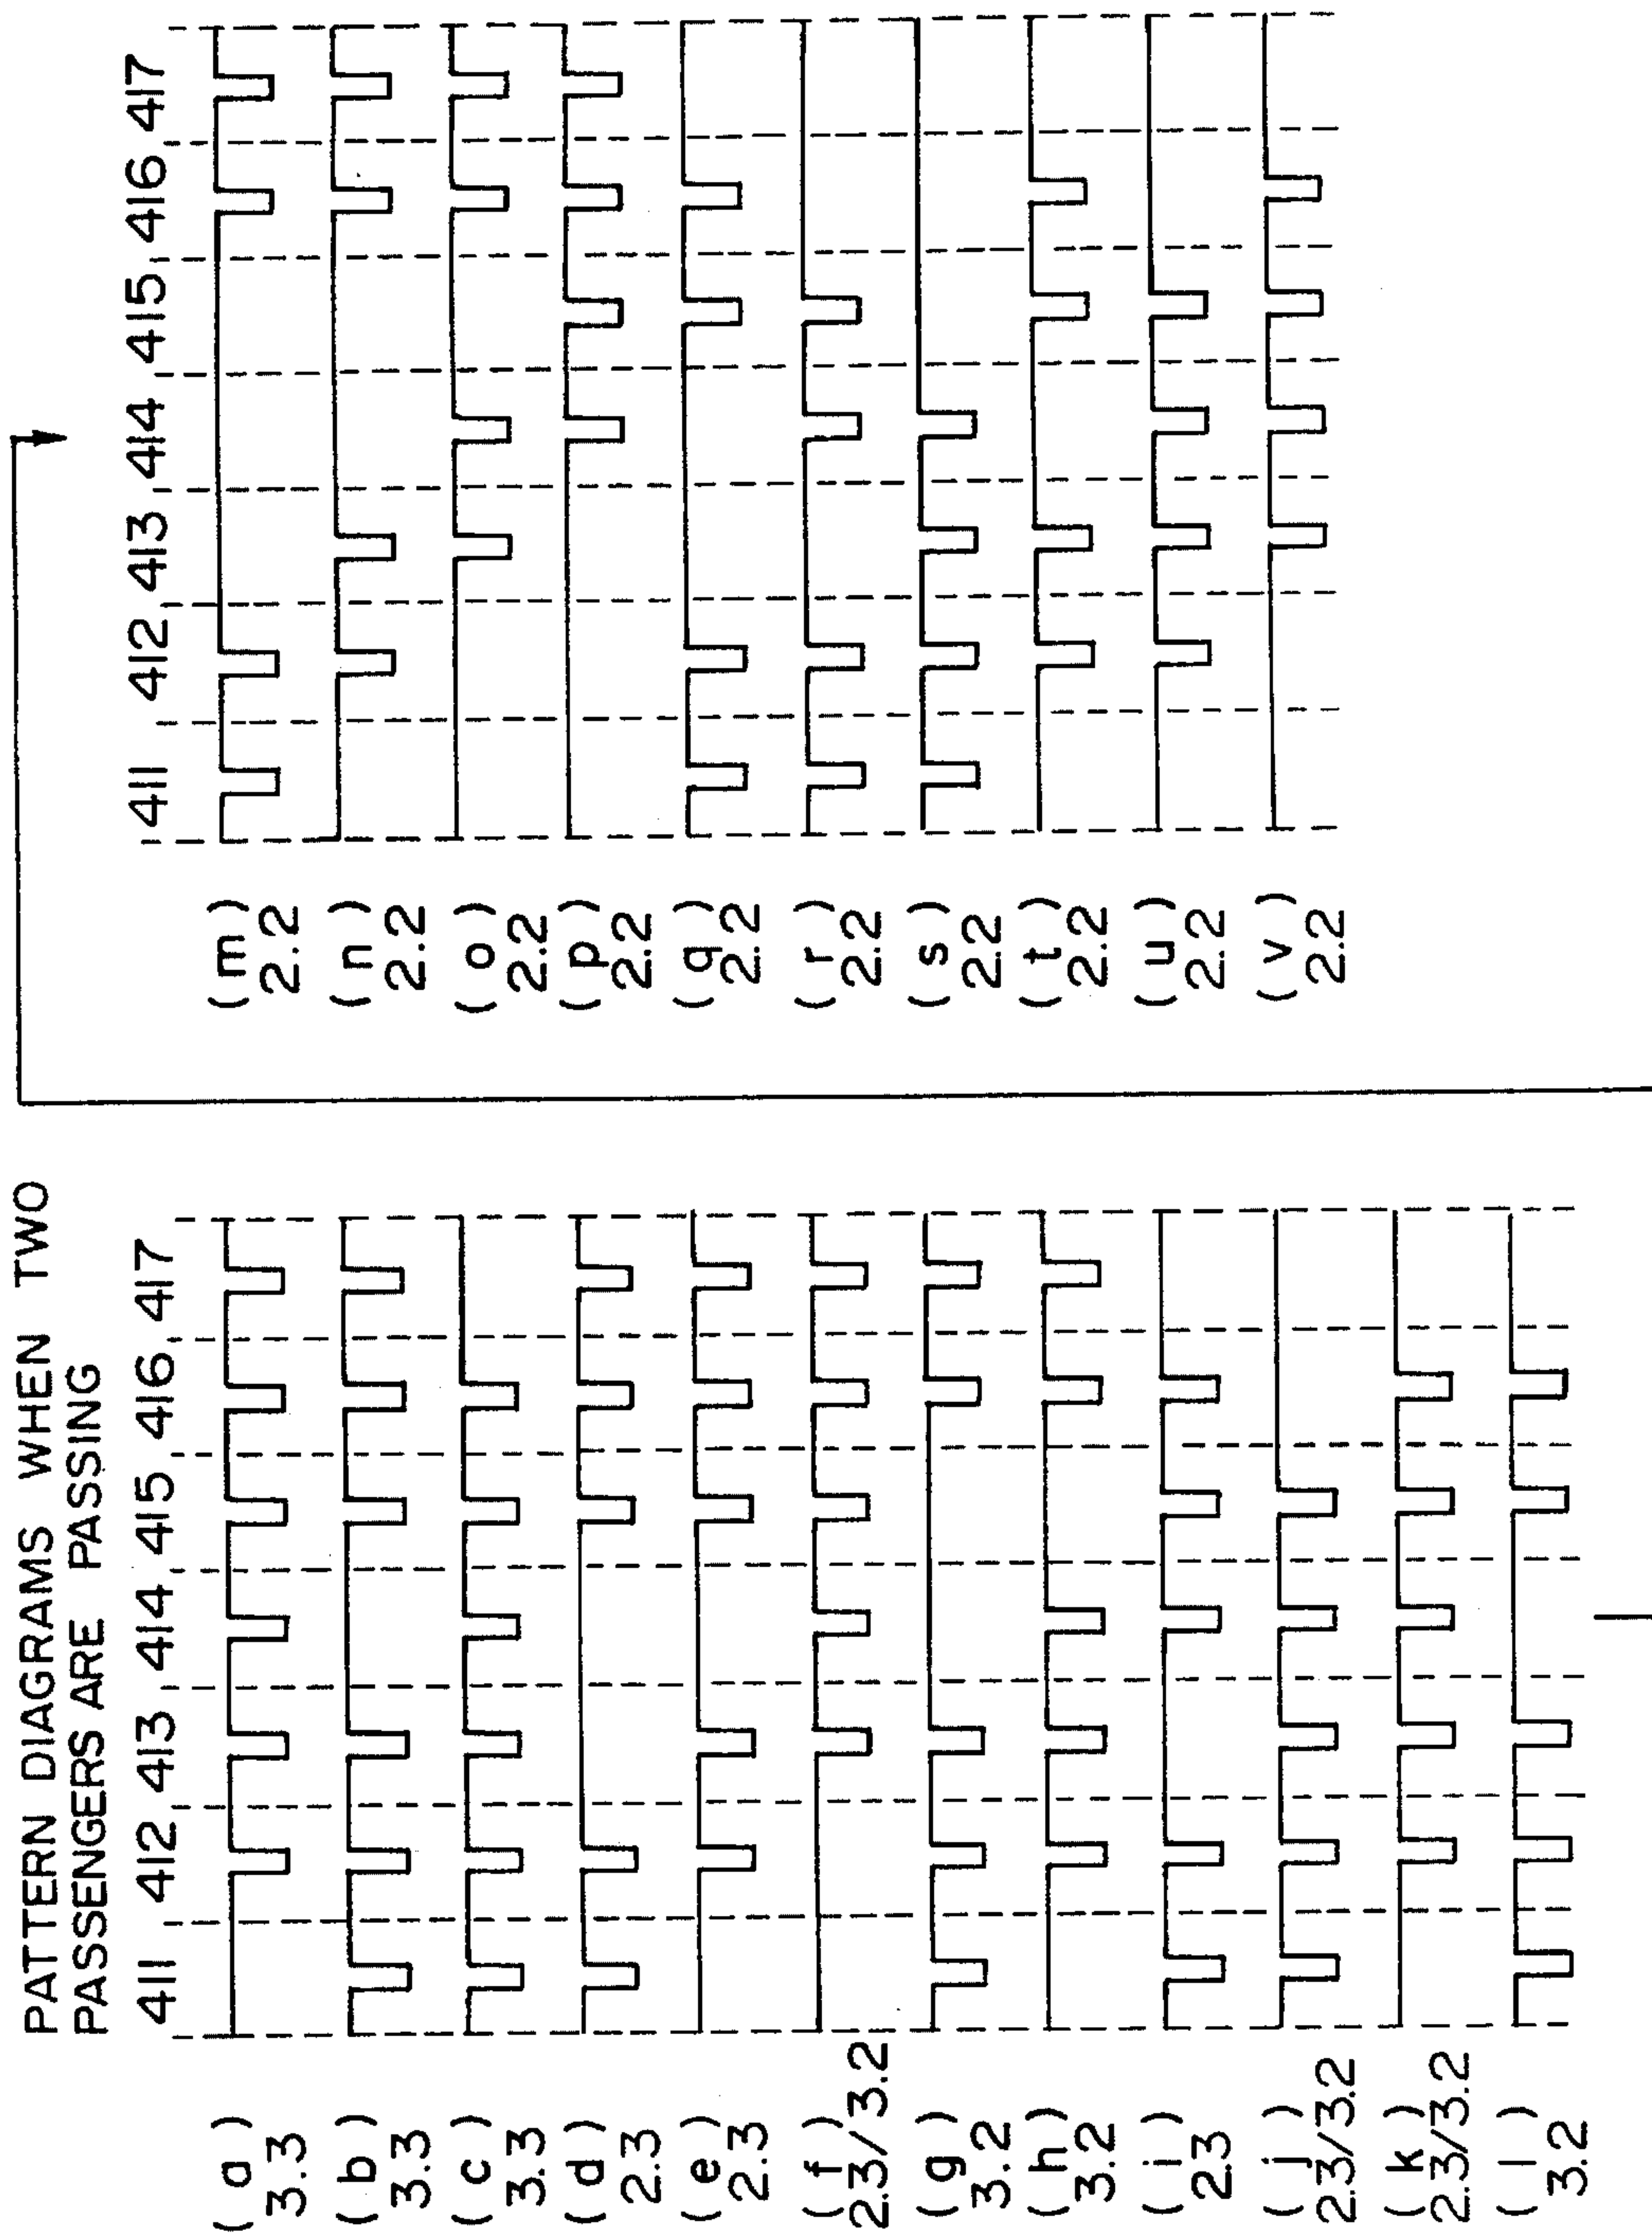 PATTERN DIAGRAMS WHEN TWO
PASSENGERS ARE PASSING
411 412 413 414 415 416 417
(a)
3.3
(b)
3.3
(c)
3.3
(d)
2.3
(e)
2.3
(f)
2.3/3.2
(g)
3.2
(h)
3.2
(i)
2.3
(j)
2.3/3.2
(k)
2.3/3.2
(l)
3.2
411 412 413 414 415 416 417
(m)
2.2
(n)
2.2
(o)
2.2
(p)
2.2
(q)
2.2
(r)
2.2
(s)
2.2
(t)
2.2
(u)
2.2
(v)
2.2